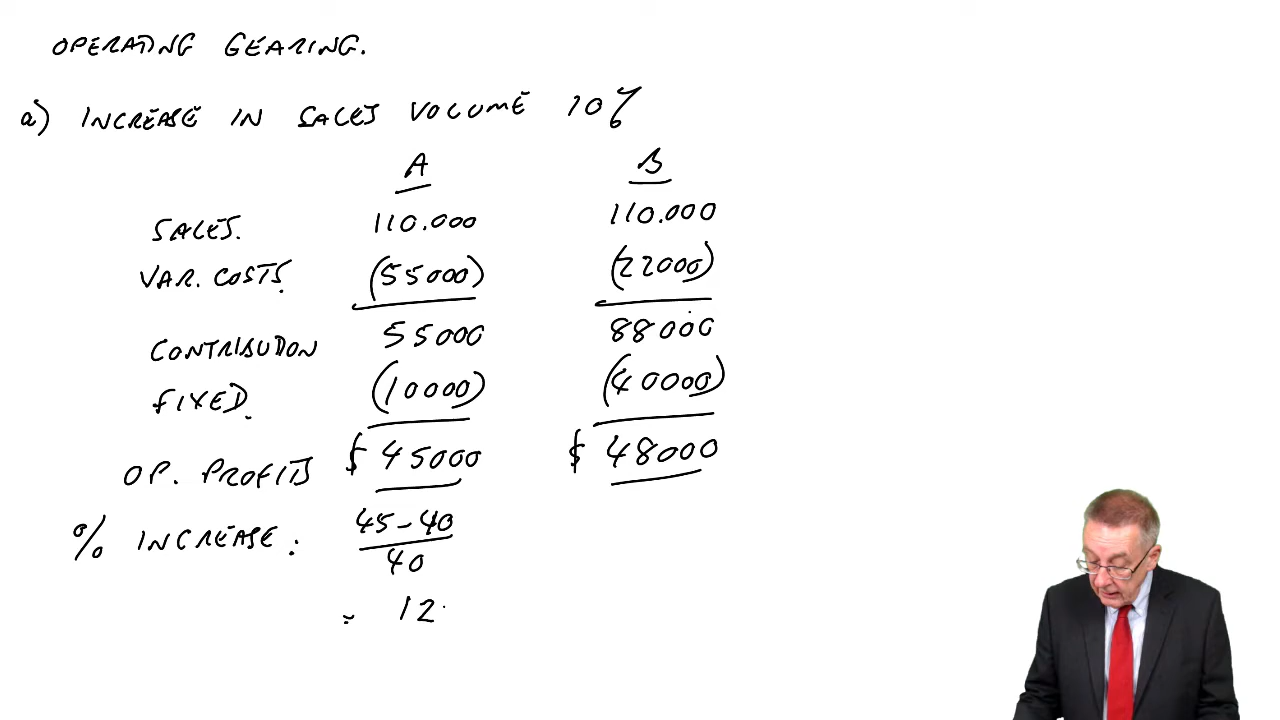 OPERATING GEARING.
a) INCREASE IN SALES VOLUME 10%
A B
SALES. 110.000 110.000
VAR. COSTS. (55000) (22000)
CONTRIBUTION 55000 88000
FIXED. (10000) (40000)
OP. PROFITS $ 45000 $ 48000
% INCREASE: 45-40
40
= 12.